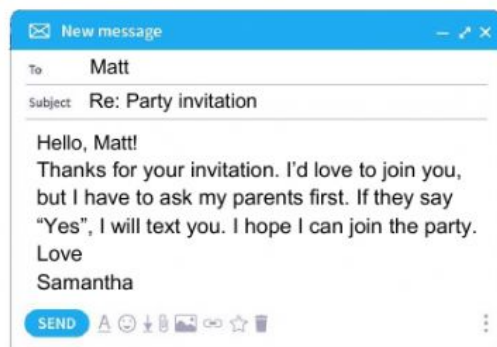 New message
To Matt
Subject Re: Party invitation
Hello, Matt!
Thanks for your invitation. I'd love to join you,
but I have to ask my parents first. If they say
“Yes”, I will text you. I hope I can join the party.
Love
Samantha
SEND A